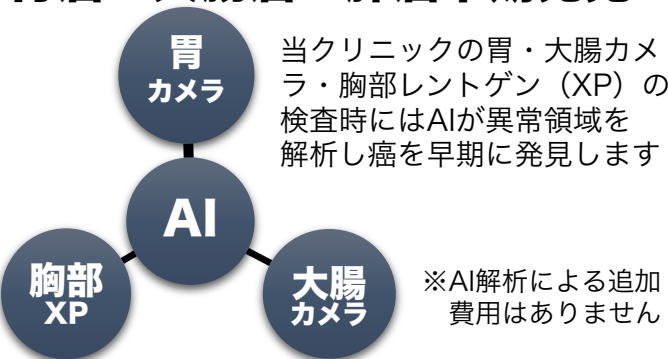 胃
カメラ
当クリニックの胃・大腸カメ
ラ・胸部レントゲン（XP）の
検査時にはAIが異常領域を
解析し癌を早期に発見します
AI
胸部
XP
大腸
カメラ
※AI解析による追加
費用はありません